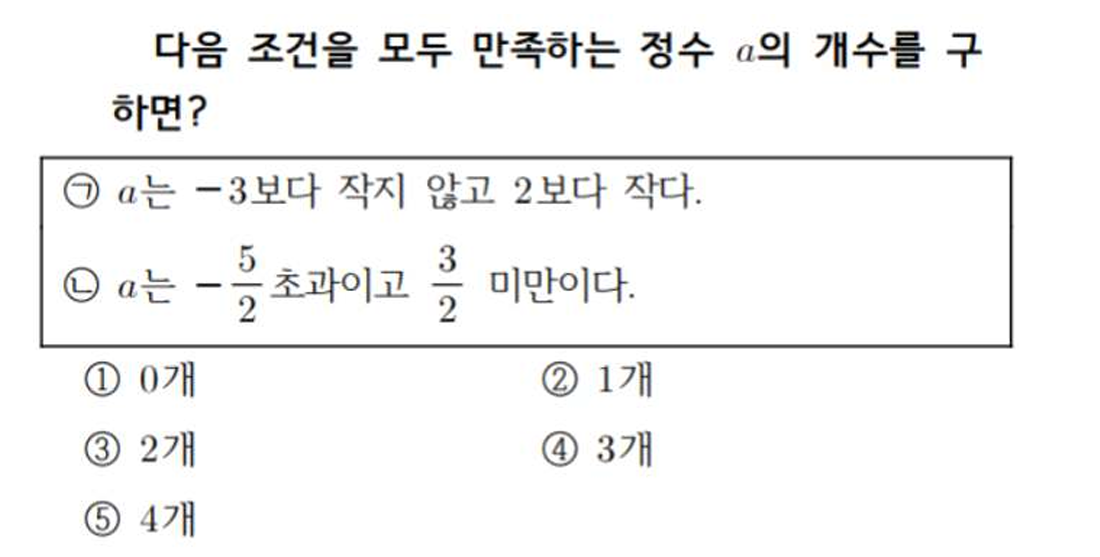 다음 조건을 모두 만족하는 정수 a의 개수를 구
하면?
㉠ a는 −3보다 작지 않고 2보다 작다.
㉡ a는 −5/2 초과이고 3/2 미만이다.
① 0개 ② 1개
③ 2개 ④ 3개
⑤ 4개